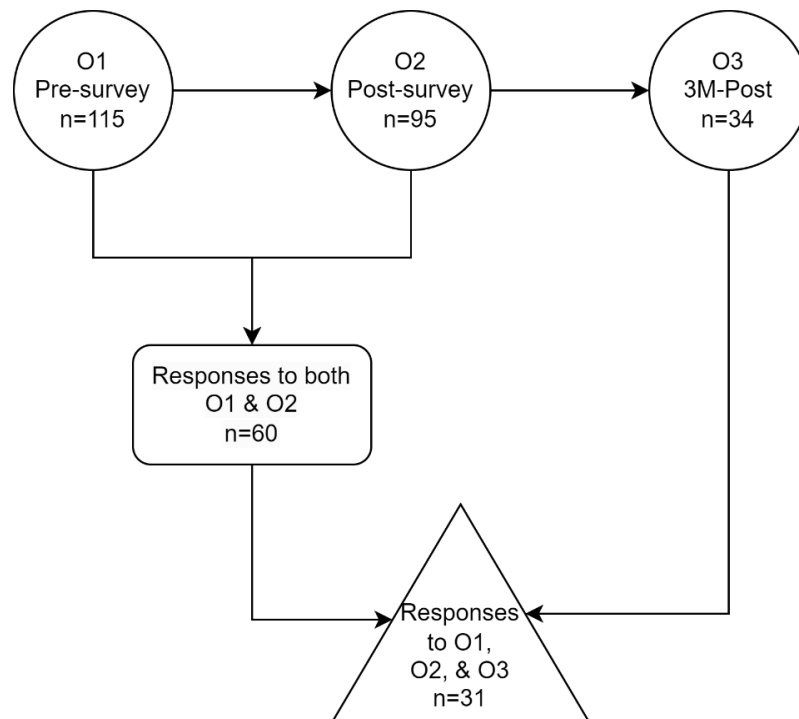 O1
Pre-survey
n=115
O2
Post-survey
n=95
O3
3M-Post
n=34
Responses to both
O1 & O2
n=60
Responses
to O1,
O2, & O3
n=31